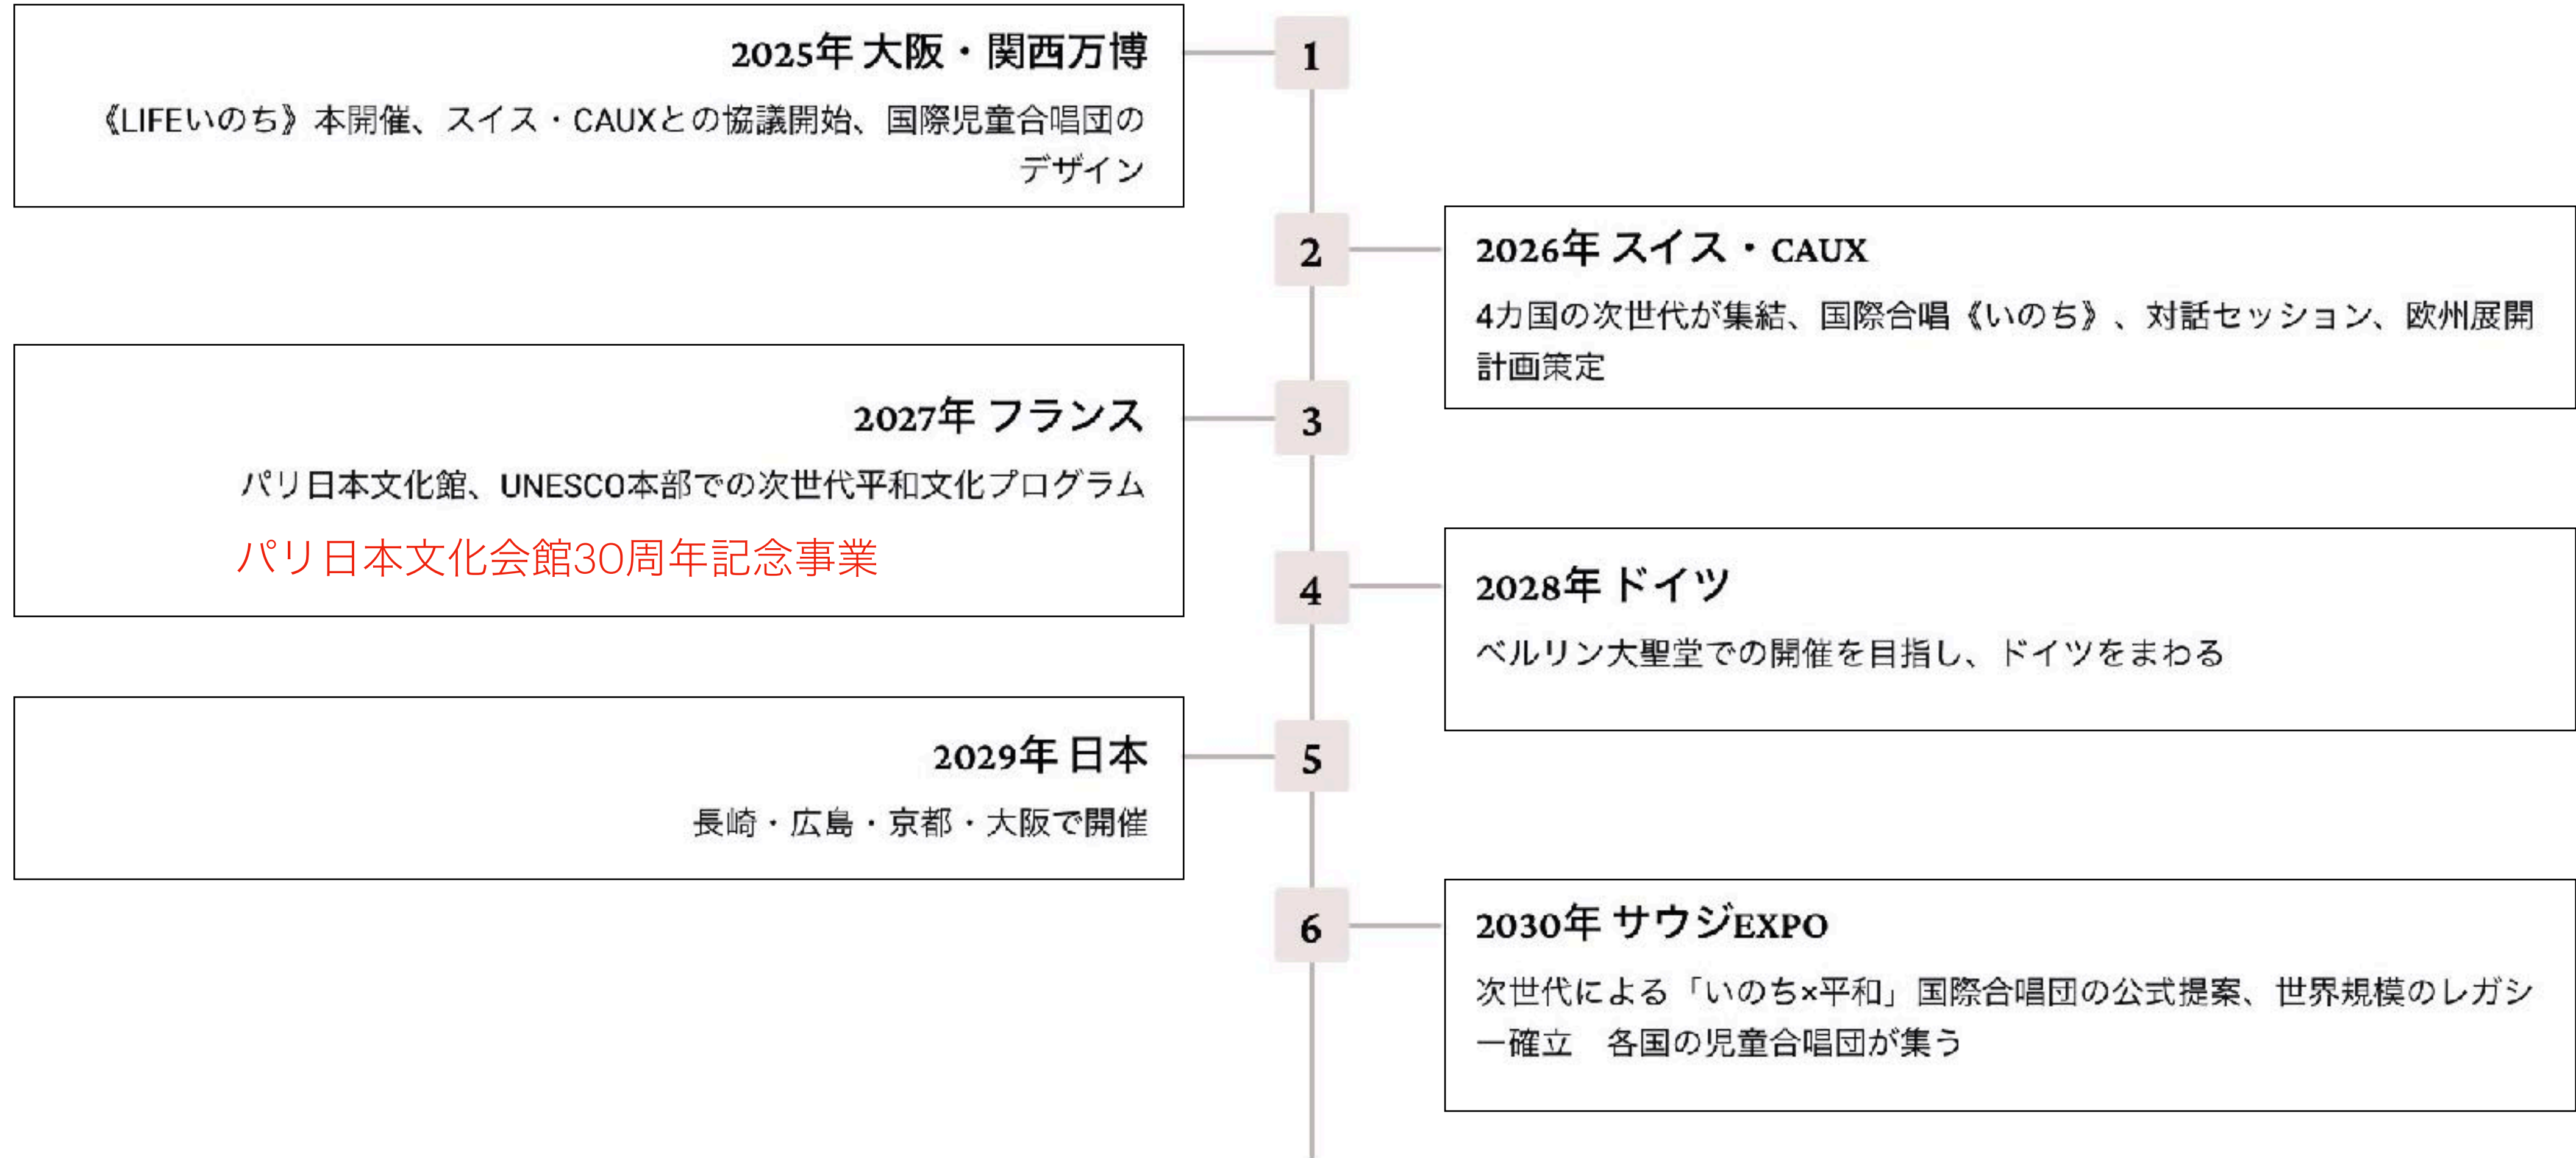 2025年 大阪・関西万博
《LIFEいのち》本開催、スイス・CAUXとの協議開始、国際児童合唱団の
デザイン
1
2
2026年 スイス・CAUX
4カ国の次世代が集結、国際合唱《いのち》、対話セッション、欧州展開
計画策定
2027年 フランス
パリ日本文化館、UNESCO本部での次世代平和文化プログラム
パリ日本文化会館30周年記念事業
3
4
2028年 ドイツ
ベルリン大聖堂での開催を目指し、ドイツをまわる
2029年 日本
長崎・広島・京都・大阪で開催
5
6
2030年 サウジEXPO
次世代による「いのち×平和」国際合唱団の公式提案、世界規模のレガシ
ー確立　各国の児童合唱団が集う